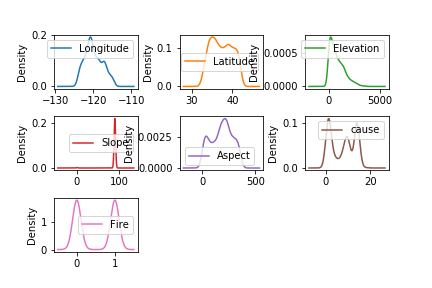 Density
0.2
0.0
Longitude
−130
−120
−110
Density
0.1
0.0
Latitude
30
40
Density
0.0005
0.0000
Elevation
0
5000
Density
0.2
0.0
Slope
0
100
Density
0.0025
0.0000
Aspect
0
500
Density
0.1
0.0
cause
0
20
Density
1
0
Fire
0
1